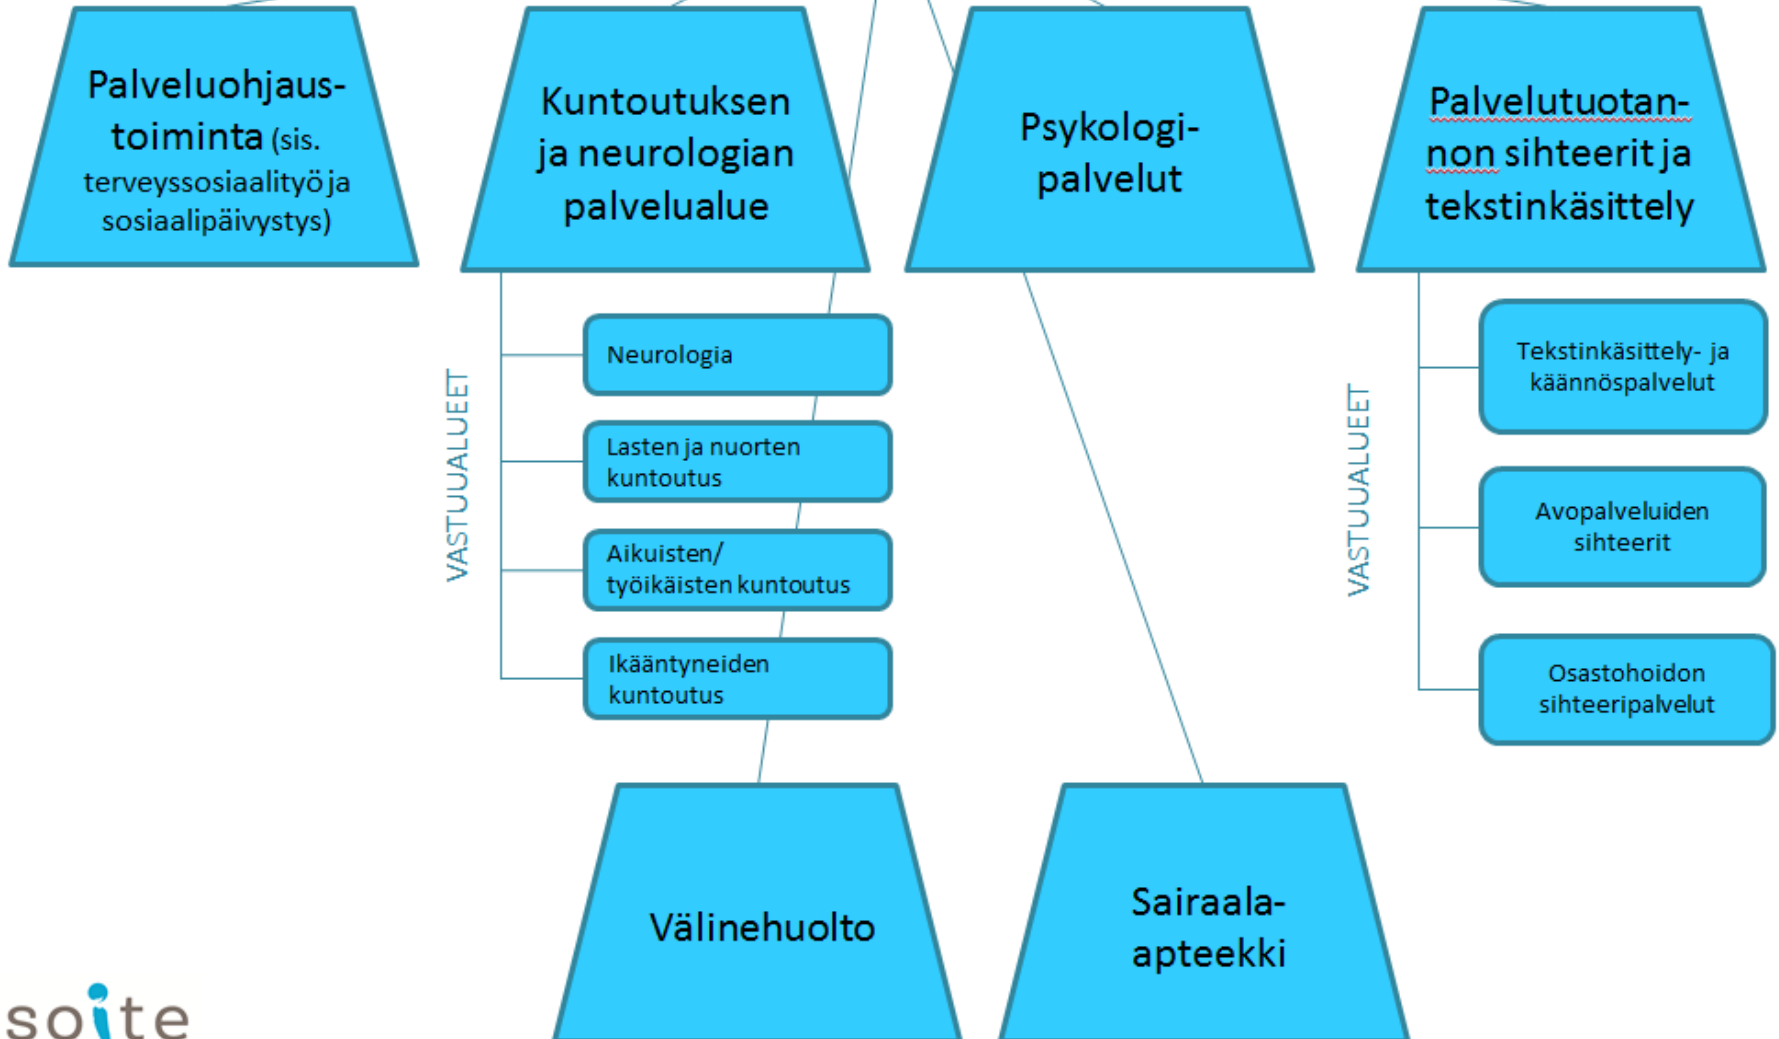 Palveluohjaus-
toiminta (sis.
terveyssosiaalityö ja
sosiaalipäivystys)
Kuntoutuksen
ja neurologian
palvelualue
Psykologi-
palvelut
Palvelutuotan-
non sihteerit ja
tekstinkäsittely
VASTUUALUEET
Neurologia
Lasten ja nuorten
kuntoutus
Aikuisten/
työikäisten kuntoutus
Ikääntyneiden
kuntoutus
VASTUUALUEET
Tekstinkäsittely- ja
käännöspalvelut
Avopalveluiden
sihteerit
Osastohoidon
sihteeripalvelut
Välinehuolto
Sairaala-
apteekki
soite